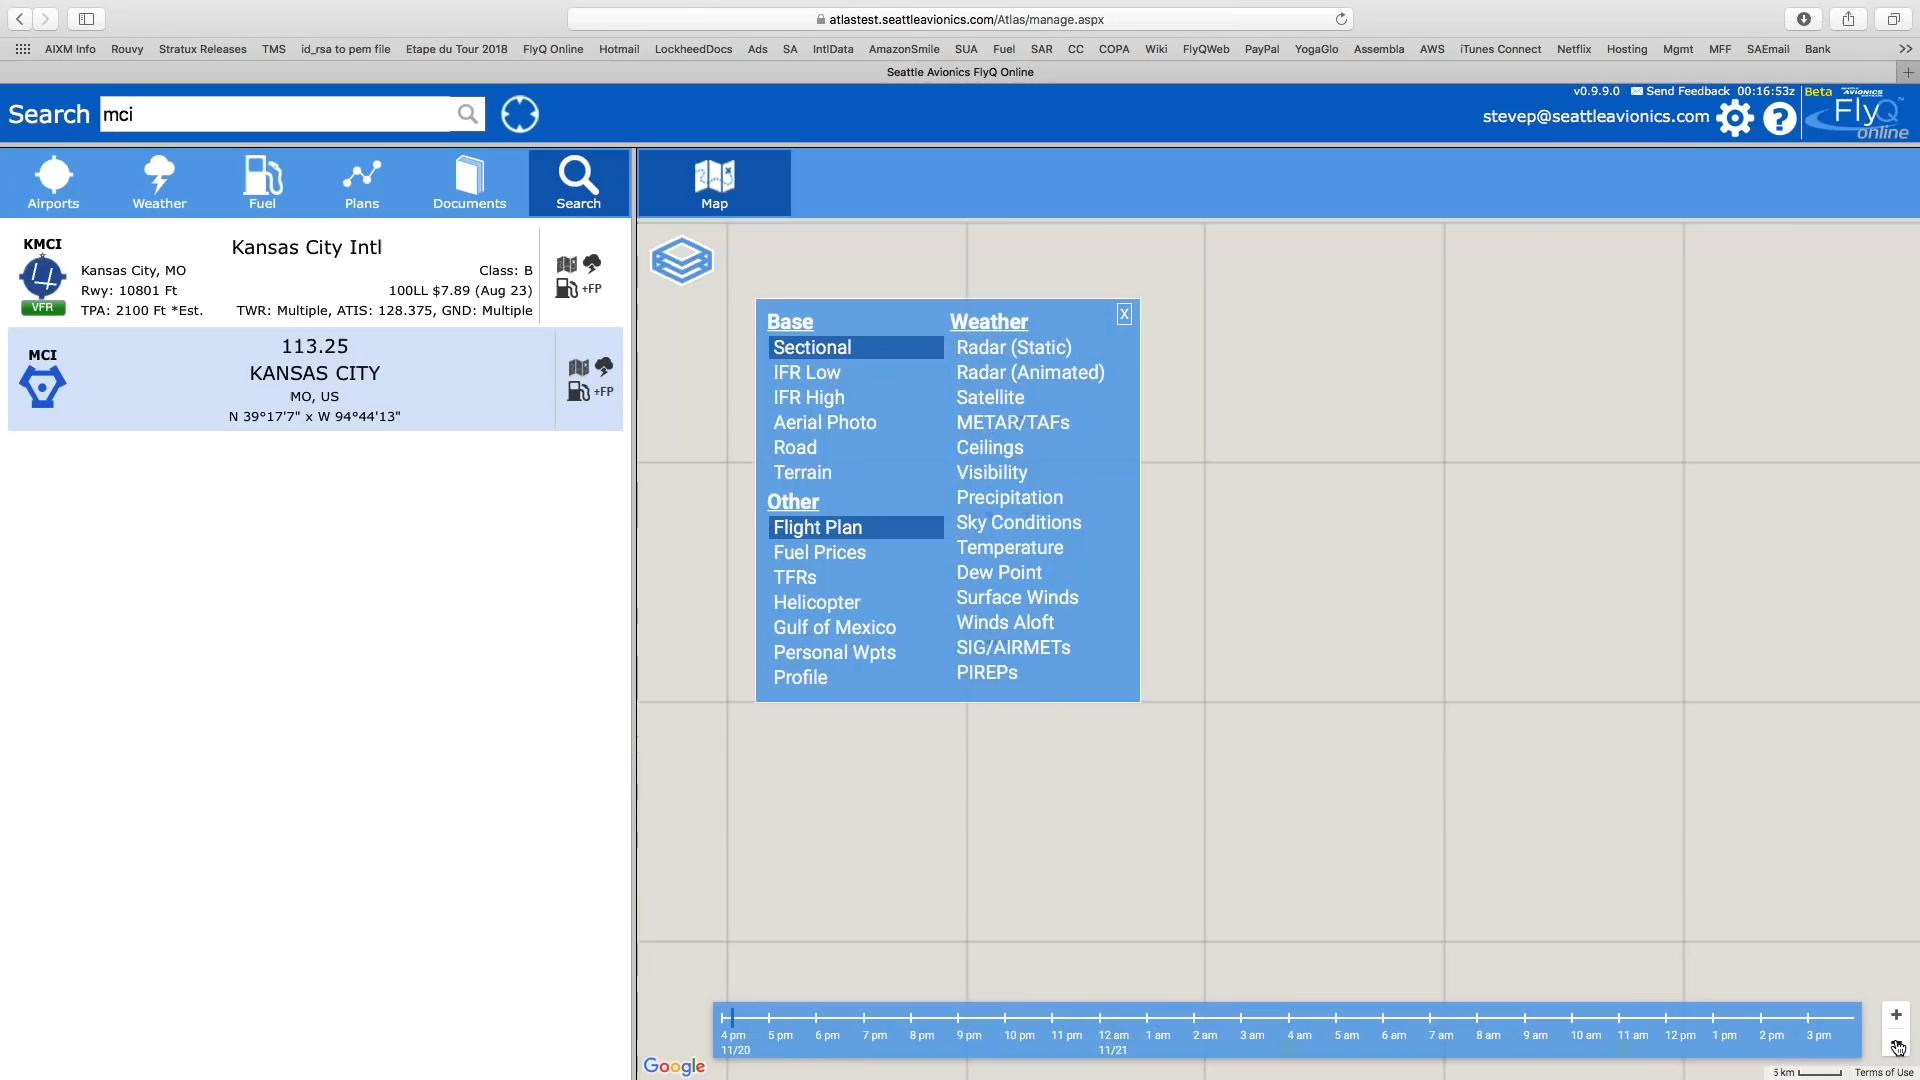 atlastest.seattleavionics.com/Atlas/manage.aspx
AIXM Info Rouvy Stratux Releases TMS id_rsa to pem file Etape du Tour 2018 FlyQ Online Hotmail LockheedDocs Ads SA IntlData AmazonSmile SUA Fuel SAR CC COPA Wiki FlyQWeb PayPal YogaGlo Assembla AWS iTunes Connect Netflix Hosting Mgmt MFF SAEmail Bank >>
Seattle Avionics FlyQ Online
v0.9.9.0 Send Feedback 00:16:53z Beta AVIONICS
Search mci
stevep@seattleavionics.com ? FlyQ online
Airports Weather Fuel Plans Documents Search Map
KMCI Kansas City Intl
Kansas City, MO Class: B
Rwy: 10801 Ft 100LL $7.89 (Aug 23) +FP
VFR TPA: 2100 Ft *Est. TWR: Multiple, ATIS: 128.375, GND: Multiple
113.25
MCI KANSAS CITY
+FP
MO, US
N 39°17'7" x W 94°44'13"
Base
Sectional
IFR Low
IFR High
Aerial Photo
Road
Terrain
Other
Flight Plan
Fuel Prices
TFRs
Helicopter
Gulf of Mexico
Personal Wpts
Profile
Weather X
Radar (Static)
Radar (Animated)
Satellite
METAR/TAFs
Ceilings
Visibility
Precipitation
Sky Conditions
Temperature
Dew Point
Surface Winds
Winds Aloft
SIG/AIRMETs
PIREPs
4 pm 5 pm 6 pm 7 pm 8 pm 9 pm 10 pm 11 pm 12 am 1 am 2 am 3 am 4 am 5 am 6 am 7 am 8 am 9 am 10 am 11 am 12 pm 1 pm 2 pm 3 pm
11/20 11/21
Google
5 km Terms of Use